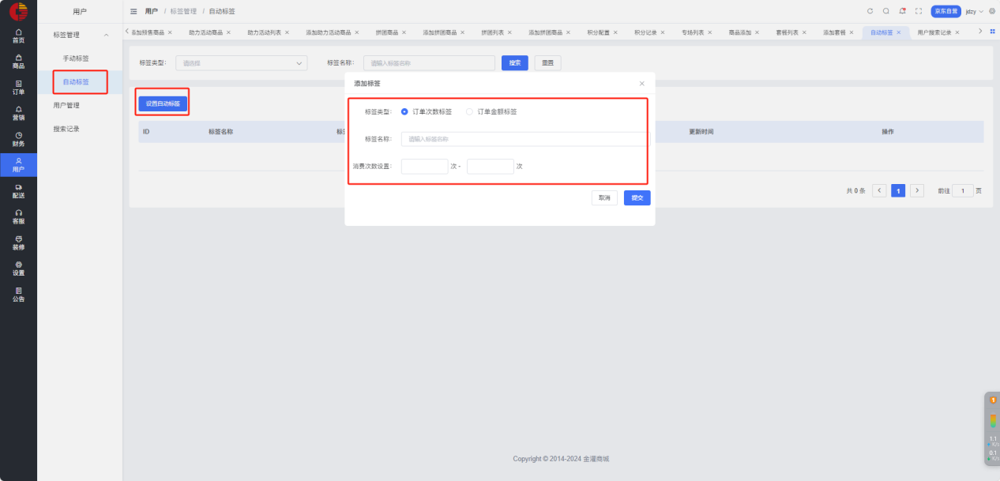 用户
用户 / 标签管理 / 自动标签
京东自营
jdzy
首页
商品
订单
营销
财务
用户
配送
客服
装修
设置
公告
标签管理
手动标签
自动标签
用户管理
搜索记录
添加预售商品 × 助力活动商品 × 助力活动列表 × 添加助力活动商品 × 拼团商品 × 添加拼团商品 × 拼团列表 × 添加拼团商品 × 积分配置 × 积分记录 × 专场列表 × 商品添加 × 套餐列表 × 添加套餐 × 自动标签 × 用户搜索记录 ×
标签类型: 请选择 标签名称: 请输入标签名称 搜索 重置
设置自动标签
ID 标签名称 更新时间 操作
共 0 条 1 前往 1 页
添加标签
标签类型: 订单次数标签 订单金额标签
标签名称: 请输入标签名称
消费次数设置: 次 - 次
取消 提交
1
1.1
0.1
Copyright © 2014-2024 金灌商城